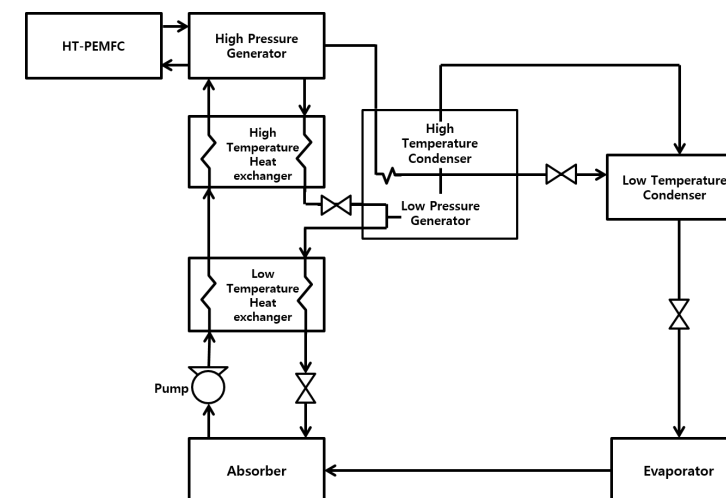 HT-PEMFC
High Pressure
Generator
High
Temperature
Heat
exchanger
High
Temperature
Condenser
Low Pressure
Generator
Low Temperature
Condenser
Low
Temperature
Heat
exchanger
Pump
Absorber
Evaporator